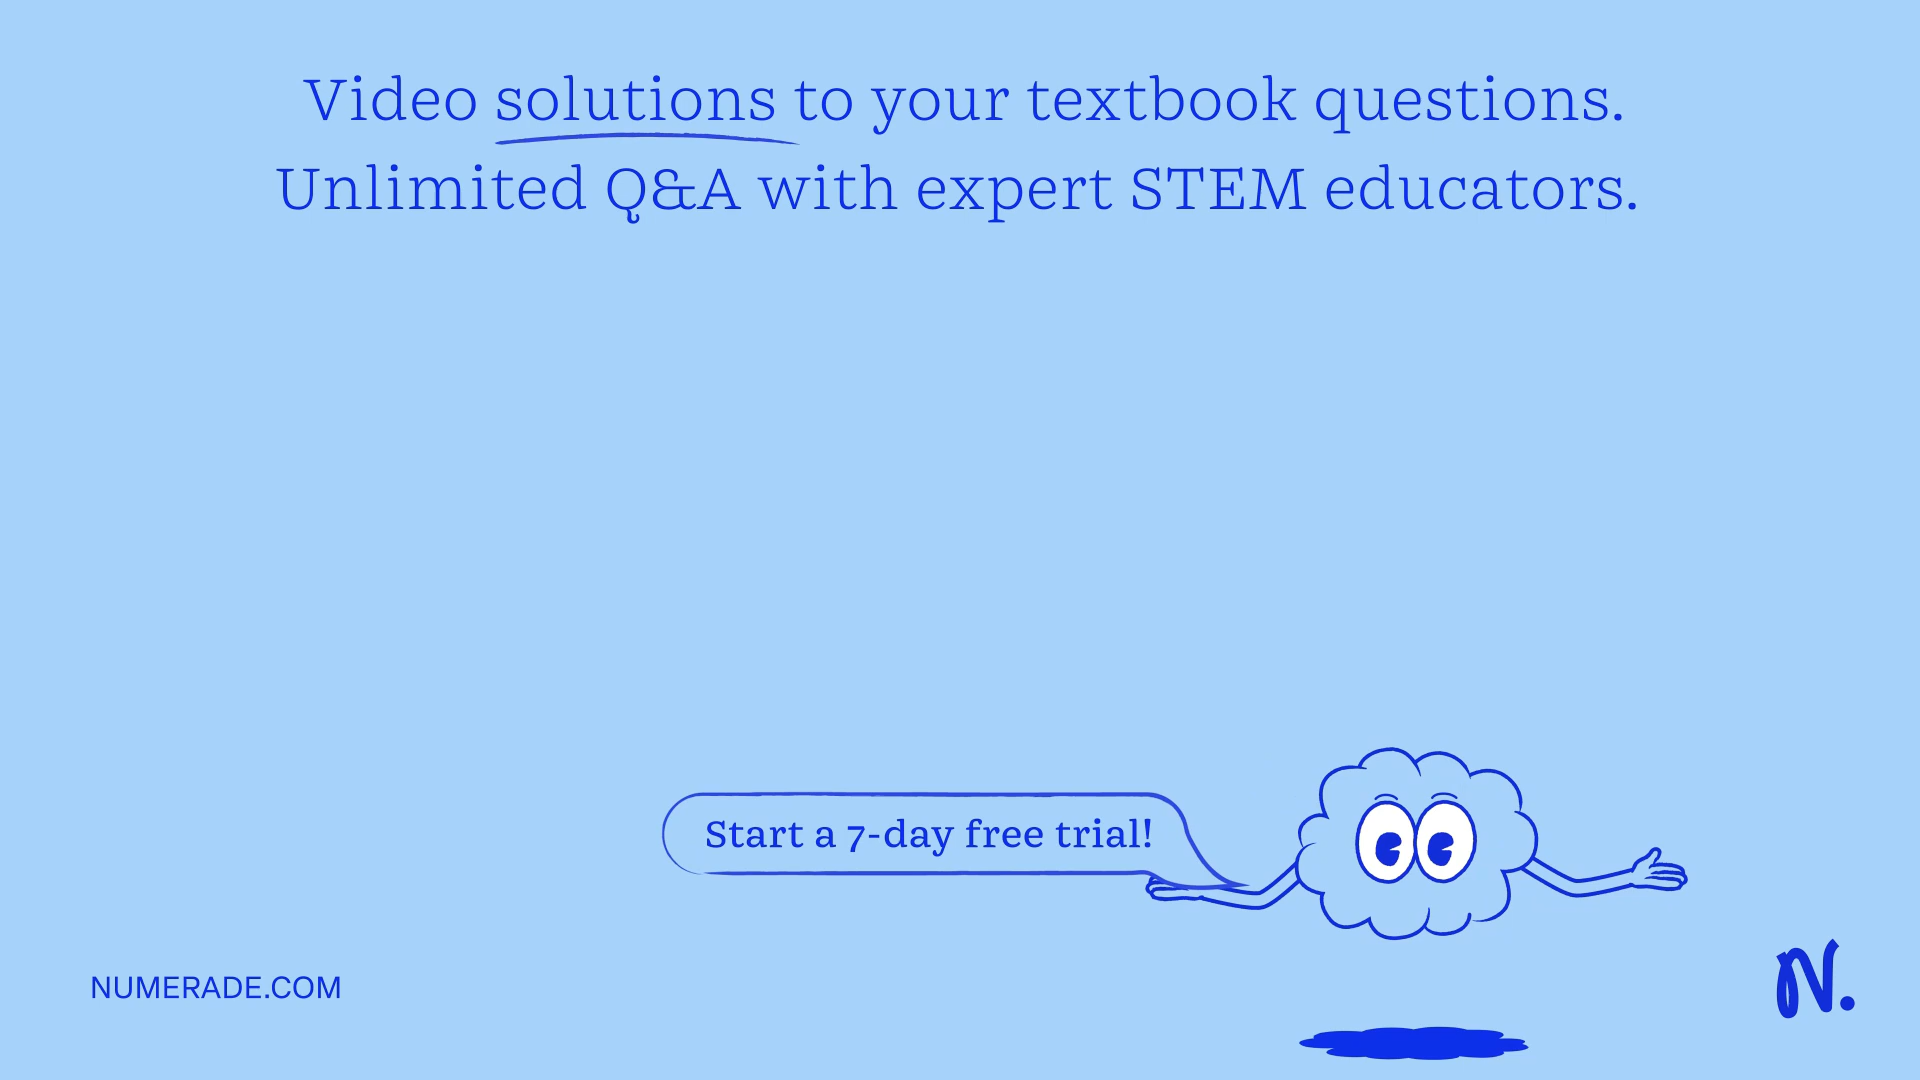 Video solutions to your textbook questions.
Unlimited Q&A with expert STEM educators.
Start a 7-day free trial!
NUMERADE.COM
N.